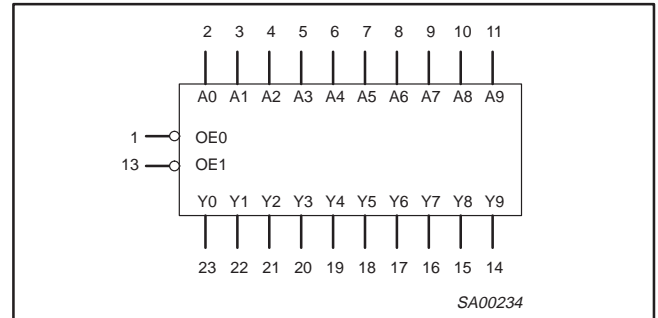 2 3 4 5 6 7 8 9 10 11
A0 A1 A2 A3 A4 A5 A6 A7 A8 A9
1 OE0
13 OE1
Y0 Y1 Y2 Y3 Y4 Y5 Y6 Y7 Y8 Y9
23 22 21 20 19 18 17 16 15 14
SA00234